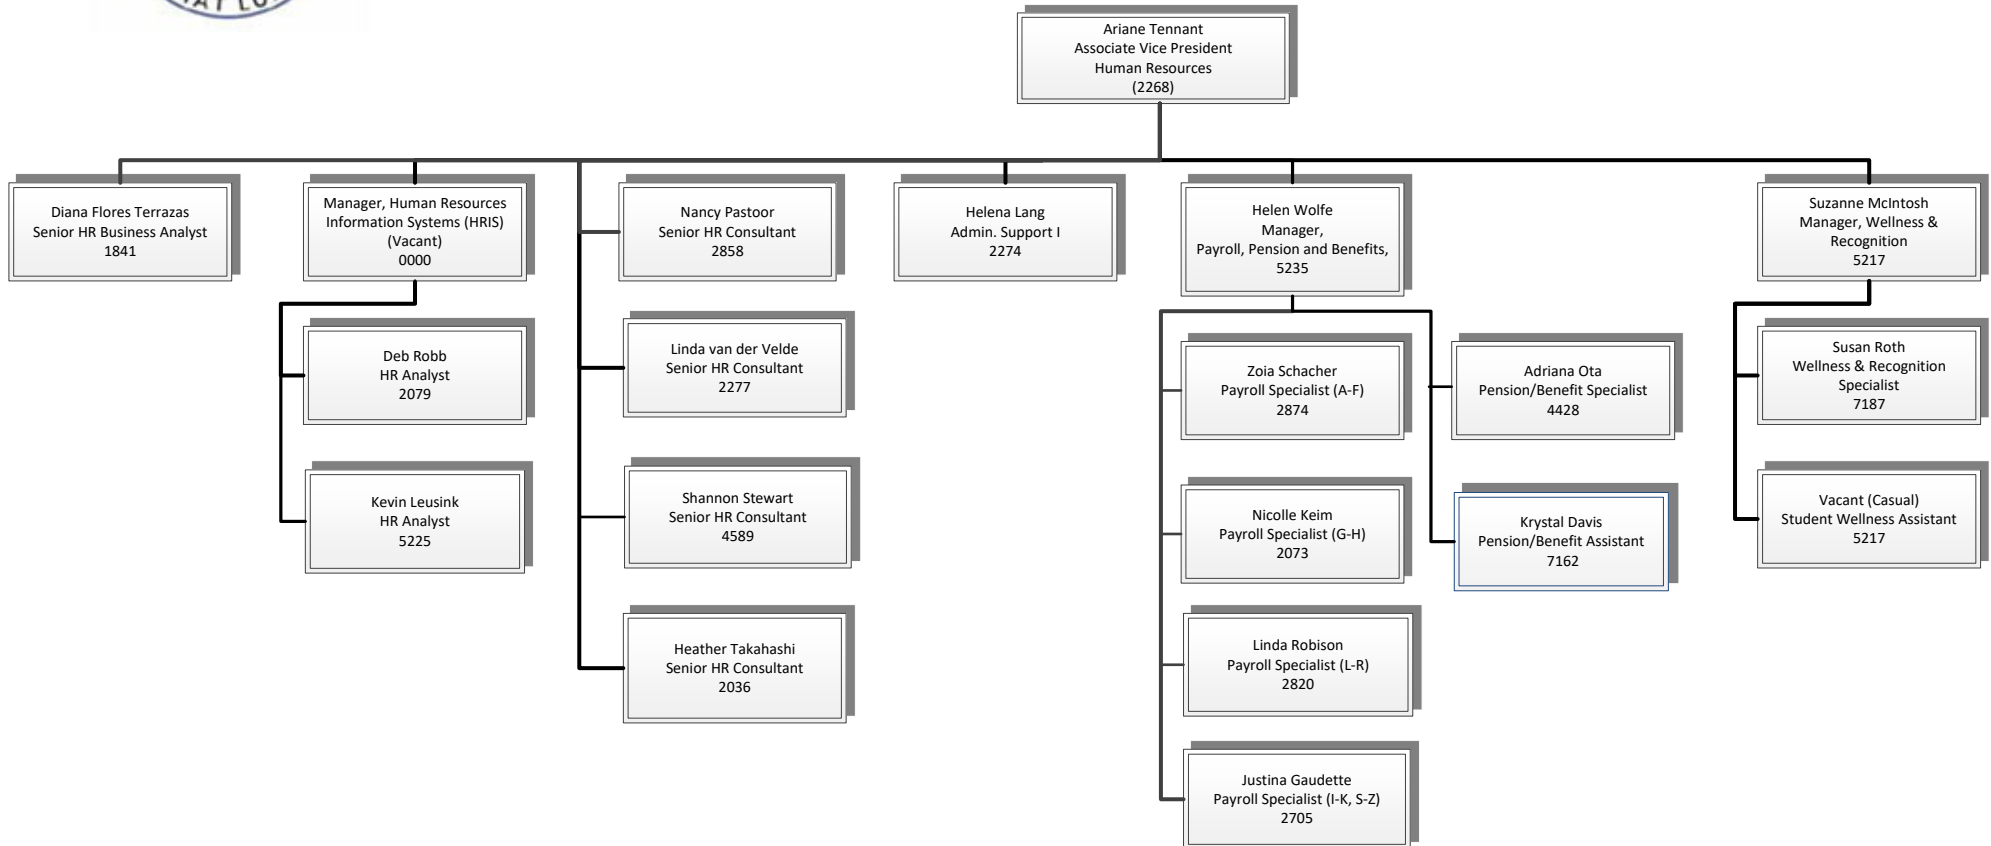 IAT LU
Ariane Tennant
Associate Vice President
Human Resources
(2268)
Diana Flores Terrazas
Senior HR Business Analyst
1841
Manager, Human Resources
Information Systems (HRIS)
(Vacant)
0000
Deb Robb
HR Analyst
2079
Kevin Leusink
HR Analyst
5225
Nancy Pastoor
Senior HR Consultant
2858
Linda van der Velde
Senior HR Consultant
2277
Shannon Stewart
Senior HR Consultant
4589
Heather Takahashi
Senior HR Consultant
2036
Helena Lang
Admin. Support I
2274
Helen Wolfe
Manager,
Payroll, Pension and Benefits,
5235
Zoia Schacher
Payroll Specialist (A-F)
2874
Nicolle Keim
Payroll Specialist (G-H)
2073
Linda Robison
Payroll Specialist (L-R)
2820
Justina Gaudette
Payroll Specialist (I-K, S-Z)
2705
Adriana Ota
Pension/Benefit Specialist
4428
Krystal Davis
Pension/Benefit Assistant
7162
Suzanne McIntosh
Manager, Wellness &
Recognition
5217
Susan Roth
Wellness & Recognition
Specialist
7187
Vacant (Casual)
Student Wellness Assistant
5217